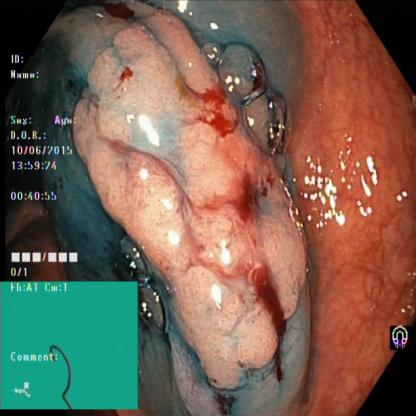 ID:
Name:
Sex: Age:
D.O.B.:
10/06/2015
13:59:24
00:40:55
■■■/■■■
0/1
Eh:A1 Cm:1
Comment: